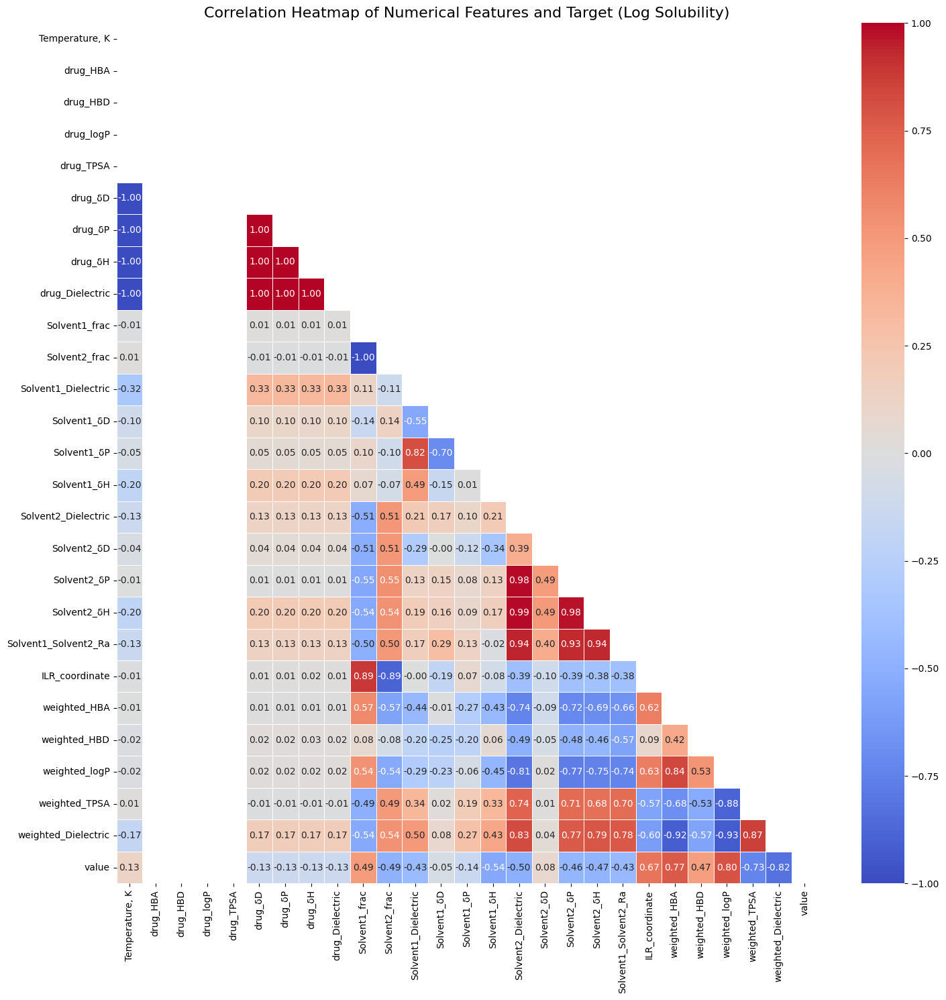 Correlation Heatmap of Numerical Features and Target (Log Solubility)
Temperature, K
drug_HBA
drug_HBD
drug_logP
drug_TPSA
drug_δD -1.00
drug_δP -1.00 1.00
drug_δH -1.00 1.00 1.00
drug_Dielectric -1.00 1.00 1.00 1.00
Solvent1_frac -0.01 0.01 0.01 0.01 0.01
Solvent2_frac 0.01 -0.01 -0.01 -0.01 -0.01 -1.00
Solvent1_Dielectric -0.32 0.33 0.33 0.33 0.33 0.11 -0.11
Solvent1_δD -0.10 0.10 0.10 0.10 0.10 -0.14 0.14 -0.55
Solvent1_δP -0.05 0.05 0.05 0.05 0.05 0.10 -0.10 0.82 -0.70
Solvent1_δH -0.20 0.20 0.20 0.20 0.20 0.07 -0.07 0.49 -0.15 0.01
Solvent2_Dielectric -0.13 0.13 0.13 0.13 0.13 -0.51 0.51 0.21 0.17 0.10 0.21
Solvent2_δD -0.04 0.04 0.04 0.04 0.04 -0.51 0.51 -0.29 -0.00 -0.12 -0.34 0.39
Solvent2_δP -0.01 0.01 0.01 0.01 0.01 -0.55 0.55 0.13 0.15 0.08 0.13 0.98 0.49
Solvent2_δH -0.20 0.20 0.20 0.20 0.20 -0.54 0.54 0.19 0.16 0.09 0.17 0.99 0.49 0.98
Solvent1_Solvent2_Ra -0.13 0.13 0.13 0.13 0.13 -0.50 0.50 0.17 0.29 0.13 -0.02 0.94 0.40 0.93 0.94
ILR_coordinate -0.01 0.01 0.01 0.02 0.01 0.89 -0.89 -0.00 -0.19 0.07 -0.08 -0.39 -0.10 -0.39 -0.38 -0.38
weighted_HBA -0.01 0.01 0.01 0.01 0.01 0.57 -0.57 -0.44 -0.01 -0.27 -0.43 -0.74 -0.09 -0.72 -0.69 -0.66 0.62
weighted_HBD -0.02 0.02 0.02 0.03 0.02 0.08 -0.08 -0.20 -0.25 -0.20 0.06 -0.49 -0.05 -0.48 -0.46 -0.57 0.09 0.42
weighted_logP -0.02 0.02 0.02 0.02 0.02 0.54 -0.54 -0.29 -0.23 -0.06 -0.45 -0.81 0.02 -0.77 -0.75 -0.74 0.63 0.84 0.53
weighted_TPSA 0.01 -0.01 -0.01 -0.01 -0.01 -0.49 0.49 0.34 0.02 0.19 0.33 0.74 0.01 0.71 0.68 0.70 -0.57 -0.68 -0.53 -0.88
weighted_Dielectric -0.17 0.17 0.17 0.17 0.17 -0.54 0.54 0.50 0.08 0.27 0.43 0.83 0.04 0.77 0.79 0.78 -0.60 -0.92 -0.57 -0.93 0.87
value 0.13 -0.13 -0.13 -0.13 -0.13 0.49 -0.49 -0.43 -0.05 -0.14 -0.54 -0.50 0.08 -0.46 -0.47 -0.43 0.67 0.77 0.47 0.80 -0.73 -0.82
Temperature, K
drug_HBA
drug_HBD
drug_logP
drug_TPSA
drug_δD
drug_δP
drug_δH
drug_Dielectric
Solvent1_frac
Solvent2_frac
Solvent1_Dielectric
Solvent1_δD
Solvent1_δP
Solvent1_δH
Solvent2_Dielectric
Solvent2_δD
Solvent2_δP
Solvent2_δH
Solvent1_Solvent2_Ra
ILR_coordinate
weighted_HBA
weighted_HBD
weighted_logP
weighted_TPSA
weighted_Dielectric
value
1.00
0.75
0.50
0.25
0.00
−0.25
−0.50
−0.75
−1.00